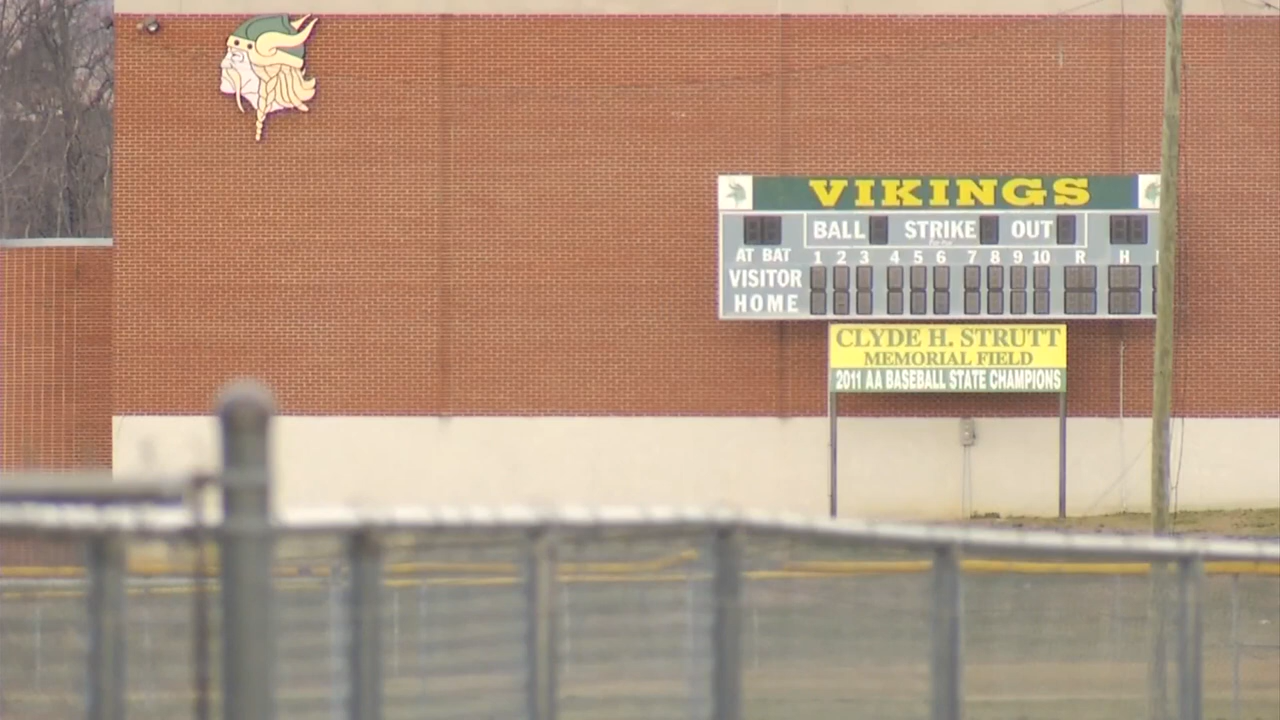 VIKINGS
BALL STRIKE OUT
AT BAT 1 2 3 4 5 6 7 8 9 10 R H
VISITOR
HOME
CLYDE H. STRUTT
MEMORIAL FIELD
2011 AA BASEBALL STATE CHAMPIONS